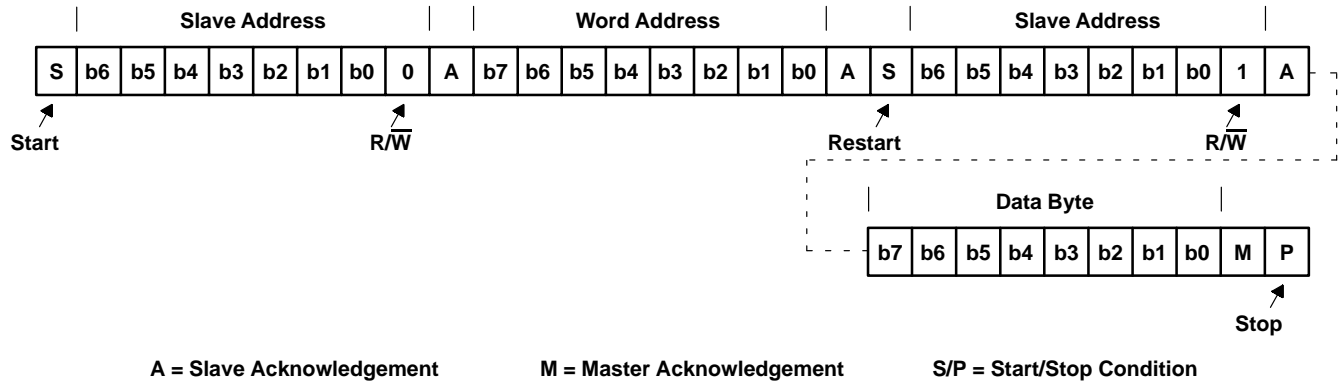 Slave Address Word Address Slave Address
S b6 b5 b4 b3 b2 b1 b0 0 A b7 b6 b5 b4 b3 b2 b1 b0 A S b6 b5 b4 b3 b2 b1 b0 1 A
Start R/W̅ Restart R/W̅
Data Byte
b7 b6 b5 b4 b3 b2 b1 b0 M P
Stop
A = Slave Acknowledgement M = Master Acknowledgement S/P = Start/Stop Condition